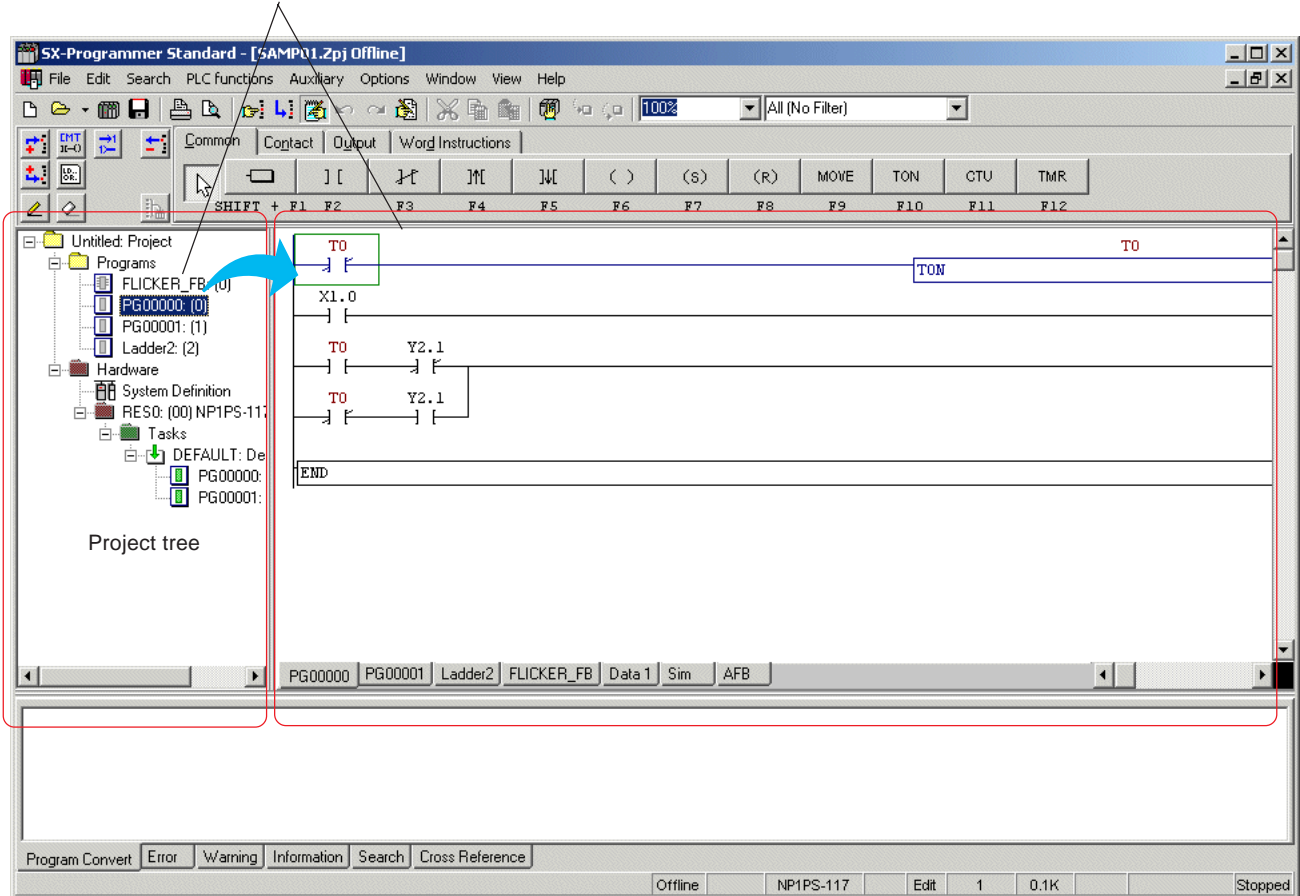 SX-Programmer Standard - [SAMP01.Zpj Offline]
File Edit Search PLC functions Auxiliary Options Window View Help
100% All (No Filter)
Common Contact Output Word Instructions
( ) (S) (R) MOVE TON CTU TMR
SHIFT + F1 F2 F3 F4 F5 F6 F7 F8 F9 F10 F11 F12
Untitled: Project
Programs
FLICKER_FB: (0)
PG00000: (0)
PG00001: (1)
Ladder2: (2)
Hardware
System Definition
RES0: (00) NP1PS-117
Tasks
DEFAULT: De
PG00000:
PG00001:
Project tree
T0 T0
TON
X1.0
T0 Y2.1
T0 Y2.1
END
PG00000 PG00001 Ladder2 FLICKER_FB Data 1 Sim AFB
Program Convert Error Warning Information Search Cross Reference
Offline NP1PS-117 Edit 1 0.1K Stopped